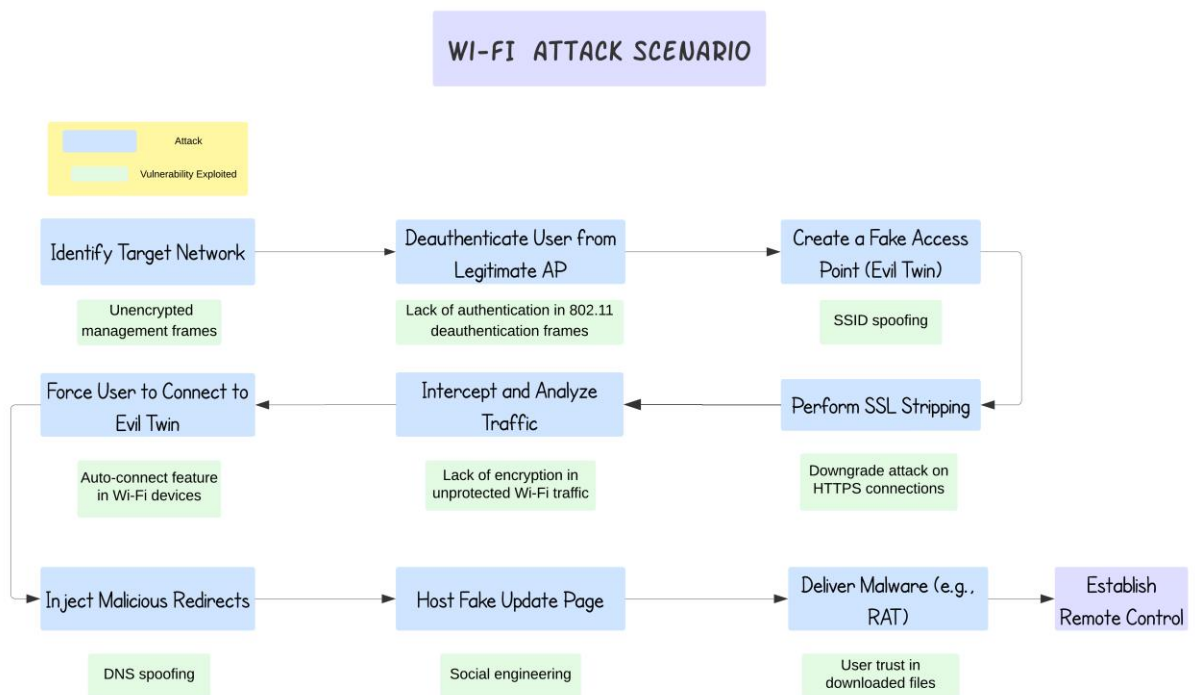 WI-FI ATTACK SCENARIO
Attack
Vulnerability Exploited
Identify Target Network
Deauthenticate User from
Legitimate AP
Create a Fake Access
Point (Evil Twin)
Unencrypted
management frames
Lack of authentication in 802.11
deauthentication frames
SSID spoofing
Force User to Connect to
Evil Twin
Intercept and Analyze
Traffic
Perform SSL Stripping
Auto-connect feature
in Wi-Fi devices
Lack of encryption in
unprotected Wi-Fi traffic
Downgrade attack on
HTTPS connections
Inject Malicious Redirects
Host Fake Update Page
Deliver Malware (e.g.,
RAT)
Establish
Remote Control
DNS spoofing
Social engineering
User trust in
downloaded files